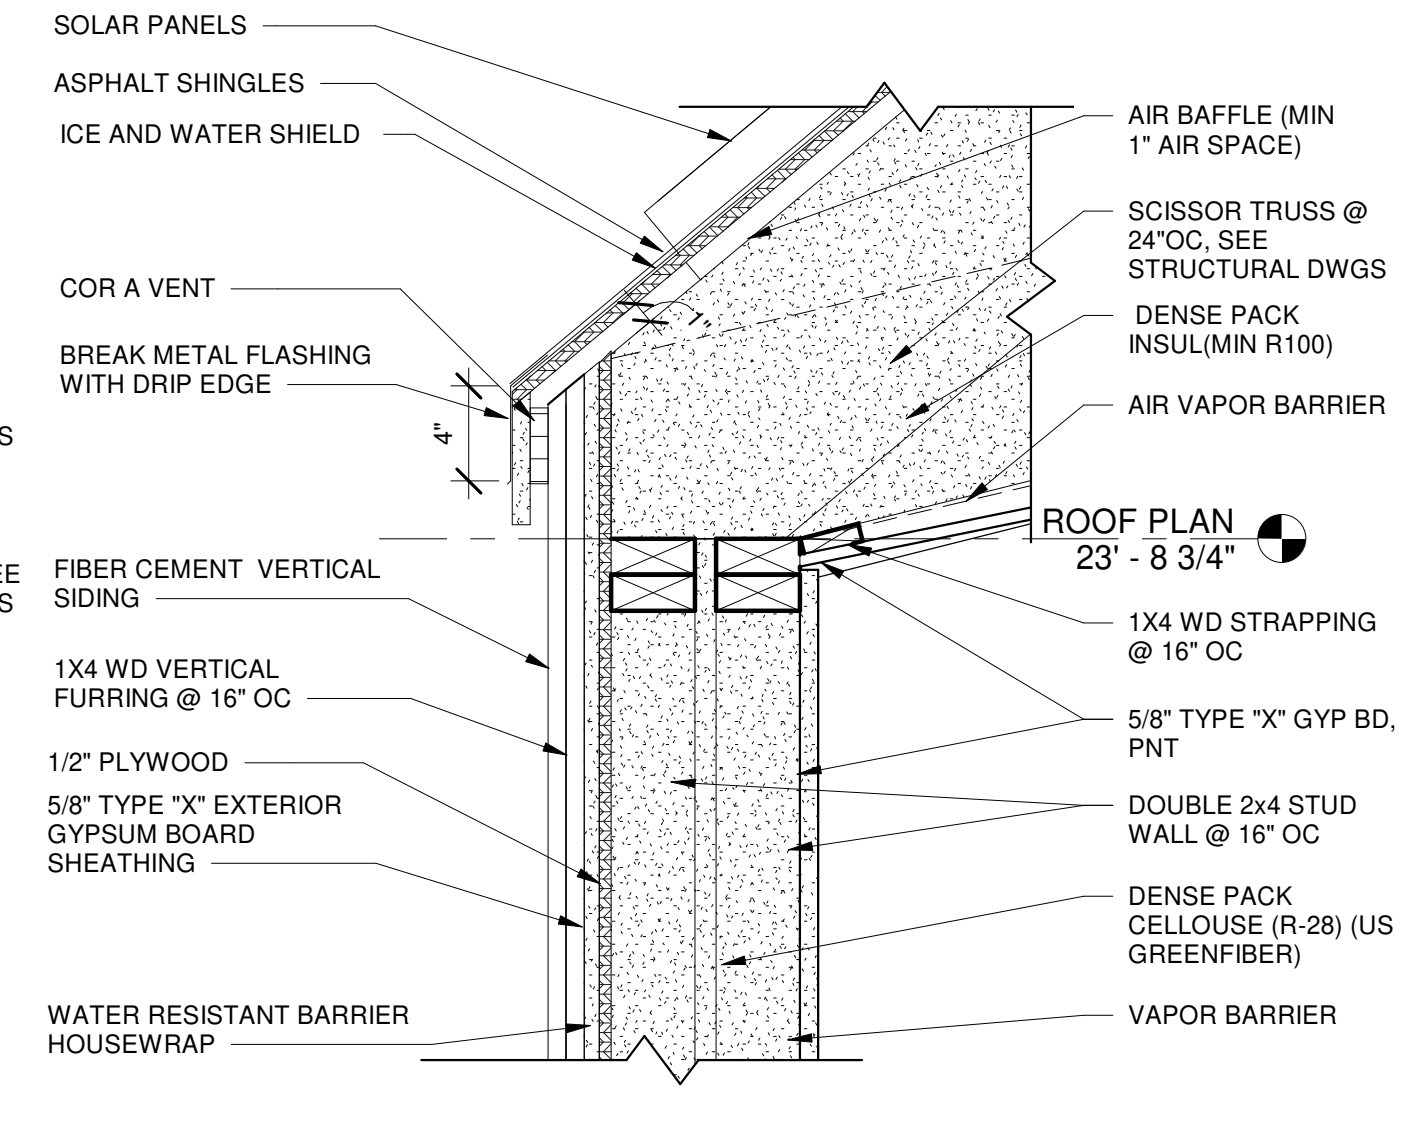 SOLAR PANELS
ASPHALT SHINGLES
ICE AND WATER SHIELD
COR A VENT
BREAK METAL FLASHING
WITH DRIP EDGE
4"
1"
S
EE
S
FIBER CEMENT  VERTICAL
SIDING
1X4 WD VERTICAL
FURRING @ 16" OC
1/2" PLYWOOD
5/8" TYPE "X" EXTERIOR
GYPSUM BOARD
SHEATHING
WATER RESISTANT BARRIER
HOUSEWRAP
AIR BAFFLE (MIN
1" AIR SPACE)
SCISSOR TRUSS @
24"OC, SEE
STRUCTURAL DWGS
DENSE PACK
INSUL(MIN R100)
AIR VAPOR BARRIER
ROOF PLAN
23' - 8 3/4"
1X4 WD STRAPPING
@ 16" OC
5/8" TYPE "X" GYP BD,
PNT
DOUBLE 2x4 STUD
WALL @ 16" OC
DENSE PACK
CELLOUSE (R-28) (US
GREENFIBER)
VAPOR BARRIER